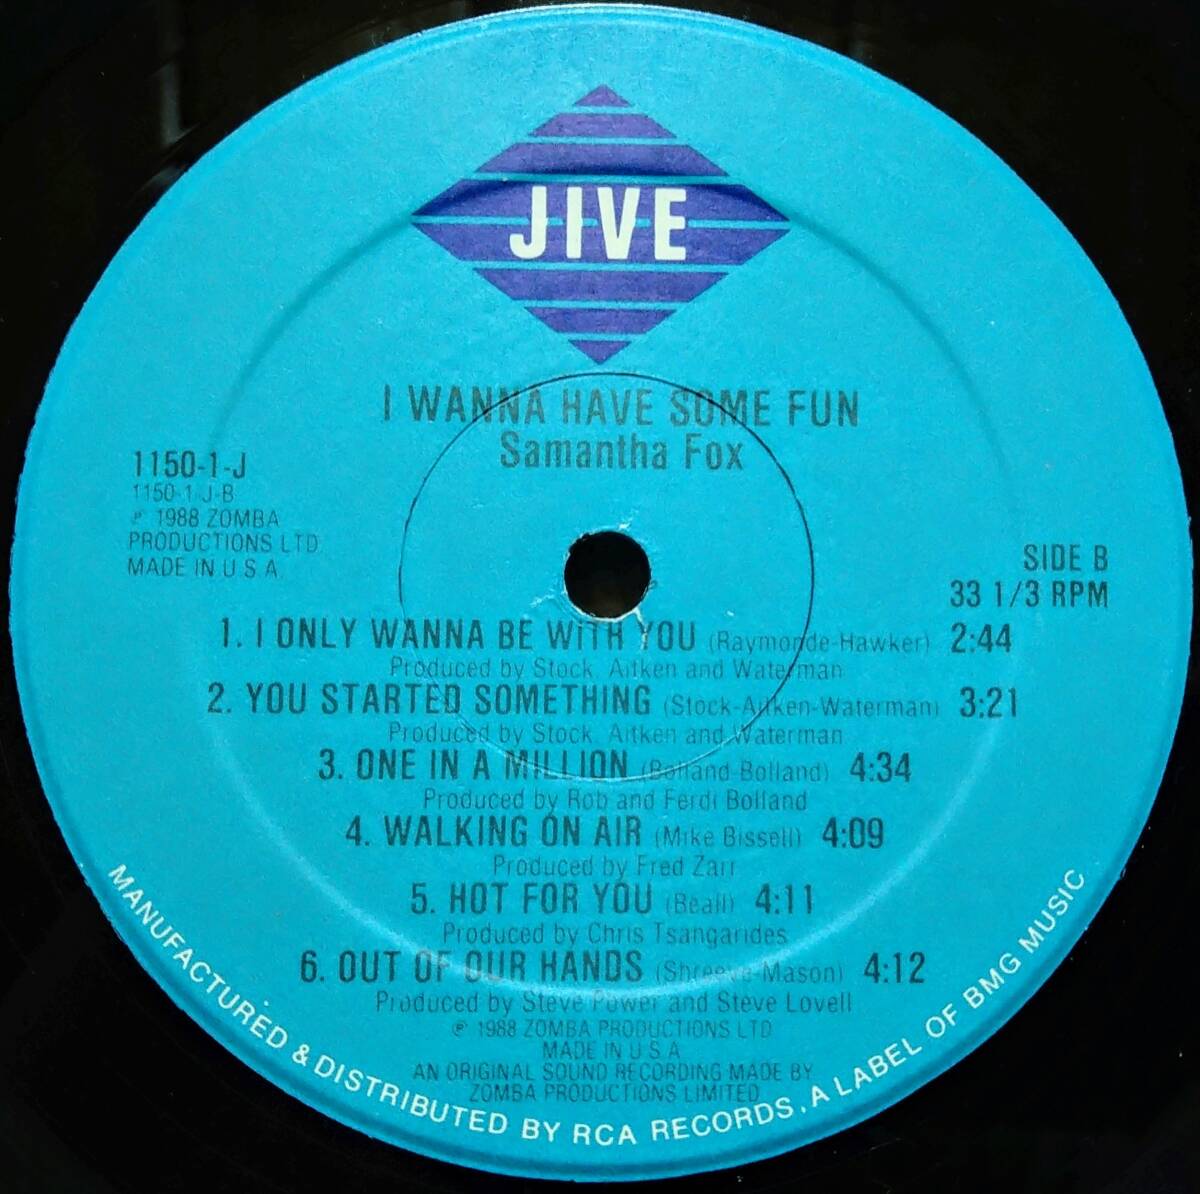 JIVE
I WANNA HAVE SOME FUN
Samantha Fox
1150-1-J
1150-1-J-B
℗ 1988 ZOMBA
PRODUCTIONS LTD.
MADE IN U.S.A.
SIDE B
33 1/3 RPM
1. I ONLY WANNA BE WITH YOU (Raymonde-Hawker) 2:44
Produced by Stock, Aitken and Waterman
2. YOU STARTED SOMETHING (Stock-Aitken-Waterman) 3:21
Produced by Stock, Aitken and Waterman
3. ONE IN A MILLION (Bolland-Bolland) 4:34
Produced by Rob and Ferdi Bolland
4. WALKING ON AIR (Mike Bissell) 4:09
Produced by Fred Zarr
5. HOT FOR YOU (Beall) 4:11
Produced by Chris Tsangarides
6. OUT OF OUR HANDS (Shreeve-Mason) 4:12
Produced by Steve Power and Steve Lovell
℗ 1988 ZOMBA PRODUCTIONS LTD
MADE IN U.S.A.
AN ORIGINAL SOUND RECORDING MADE BY
ZOMBA PRODUCTIONS LIMITED
MANUFACTURED & DISTRIBUTED BY RCA RECORDS, A LABEL OF BMG MUSIC